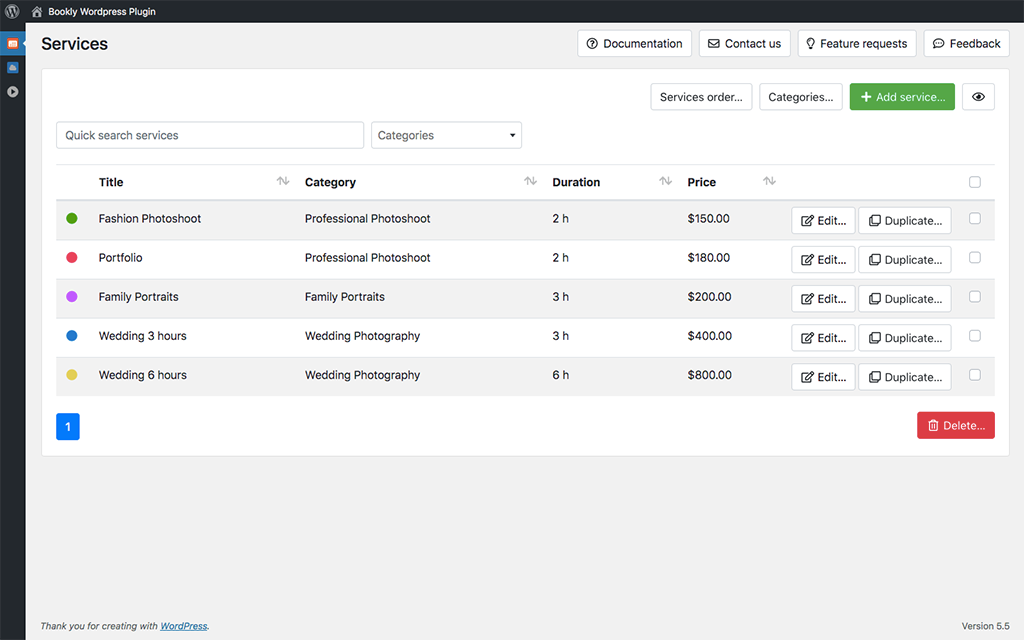 Bookly Wordpress Plugin
Services
Documentation
Contact us
Feature requests
Feedback
Services order...
Categories...
Add service...
Quick search services
Categories
Title Category Duration Price
Fashion Photoshoot Professional Photoshoot 2 h $150.00 Edit... Duplicate...
Portfolio Professional Photoshoot 2 h $180.00 Edit... Duplicate...
Family Portraits Family Portraits 3 h $200.00 Edit... Duplicate...
Wedding 3 hours Wedding Photography 3 h $400.00 Edit... Duplicate...
Wedding 6 hours Wedding Photography 6 h $800.00 Edit... Duplicate...
1
Delete...
Thank you for creating with WordPress.
Version 5.5